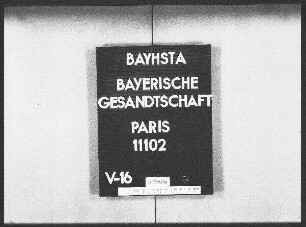 BAYHSTA
BAYERISCHE
GESANDTSCHAFT
PARIS
11102
V-16